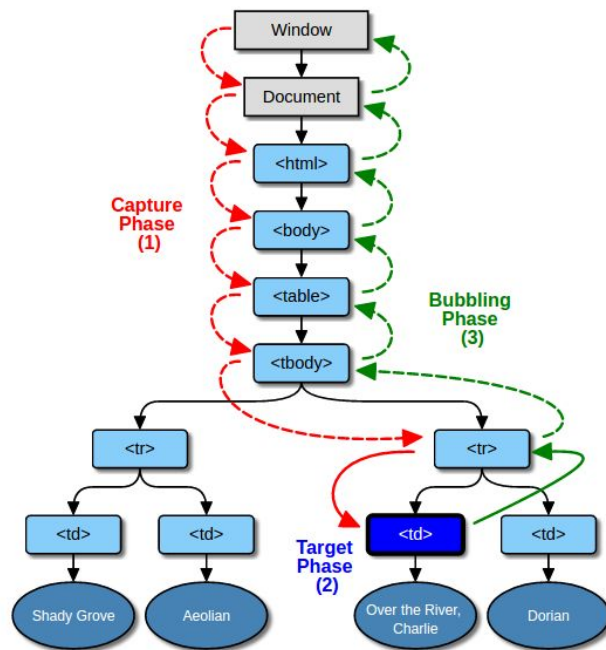 Window
Document
<html>
<body>
Capture
Phase
(1)
<table>
Bubbling
Phase
(3)
<tbody>
<tr>
<tr>
<td>
<td>
<td>
<td>
Target
Phase
(2)
Shady Grove
Aeolian
Over the River,
Charlie
Dorian